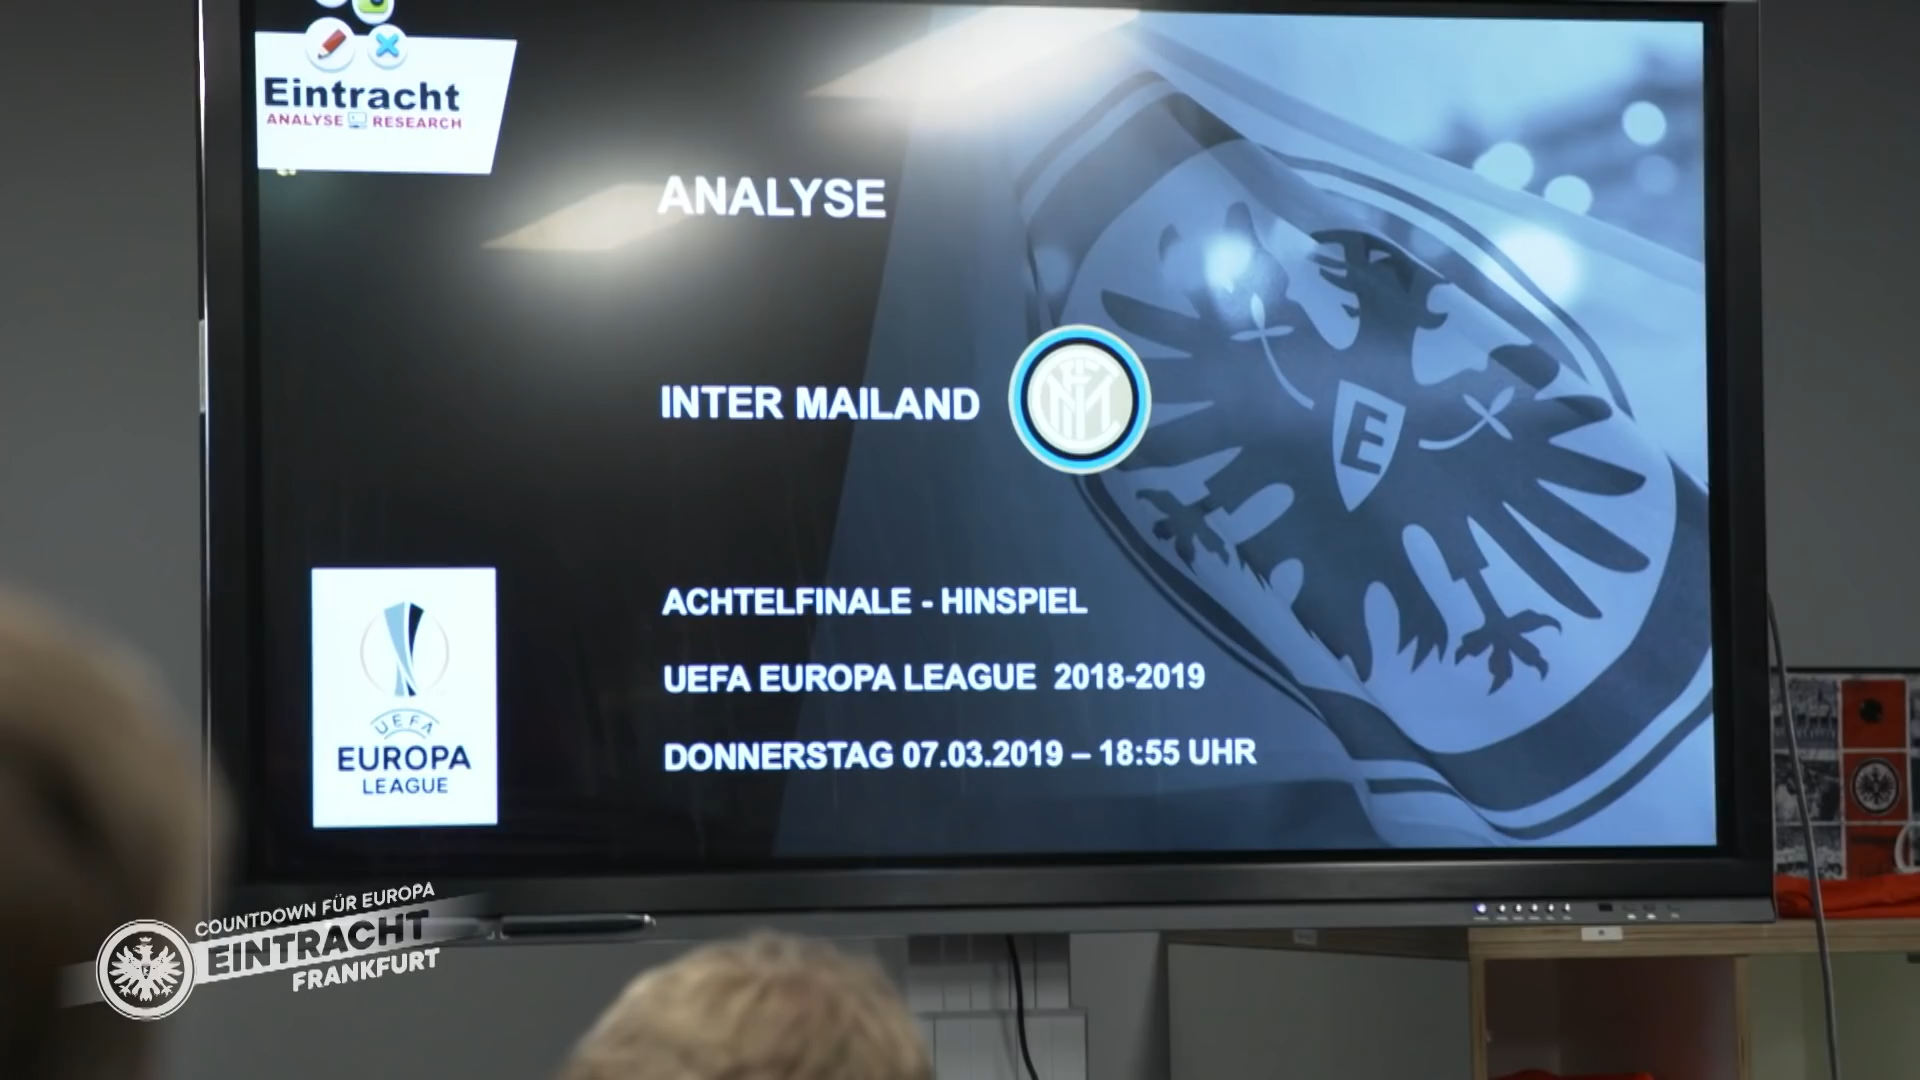 Eintracht
ANALYSE RESEARCH
ANALYSE
INTER MAILAND
ACHTELFINALE - HINSPIEL
UEFA EUROPA LEAGUE 2018-2019
DONNERSTAG 07.03.2019 – 18:55 UHR
E
UEFA
EUROPA
LEAGUE
COUNTDOWN FÜR EUROPA
EINTRACHT
FRANKFURT